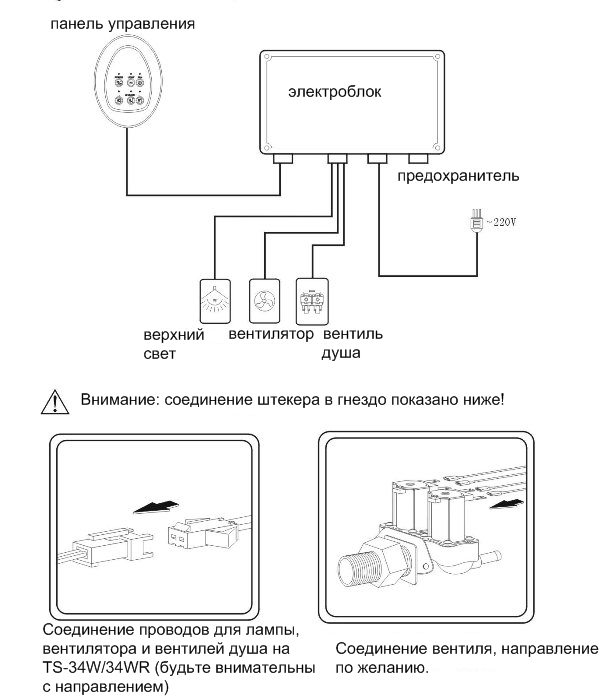 панель управления
электроблок
предохранитель
~220V
верхний
свет
вентилятор
вентиль
душа
Внимание: соединение штекера в гнездо показано ниже!
Соединение проводов для лампы,
вентилятора и вентилей душа на
TS-34W/34WR (будьте внимательны
с направлением)
Соединение вентиля, направление
по желанию.